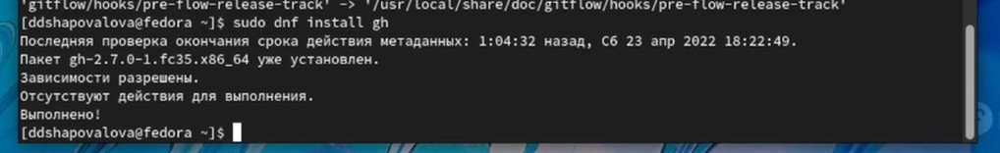 'gitflow/hooks/pre-flow-release-track' -> '/usr/local/share/doc/gitflow/hooks/pre-flow-release-track'
[ddshapovalova@fedora ~]$ sudo dnf install gh
Последняя проверка окончания срока действия метаданных: 1:04:32 назад, Сб 23 апр 2022 18:22:49.
Пакет gh-2.7.0-1.fc35.x86_64 уже установлен.
Зависимости разрешены.
Отсутствуют действия для выполнения.
Выполнено!
[ddshapovalova@fedora ~]$